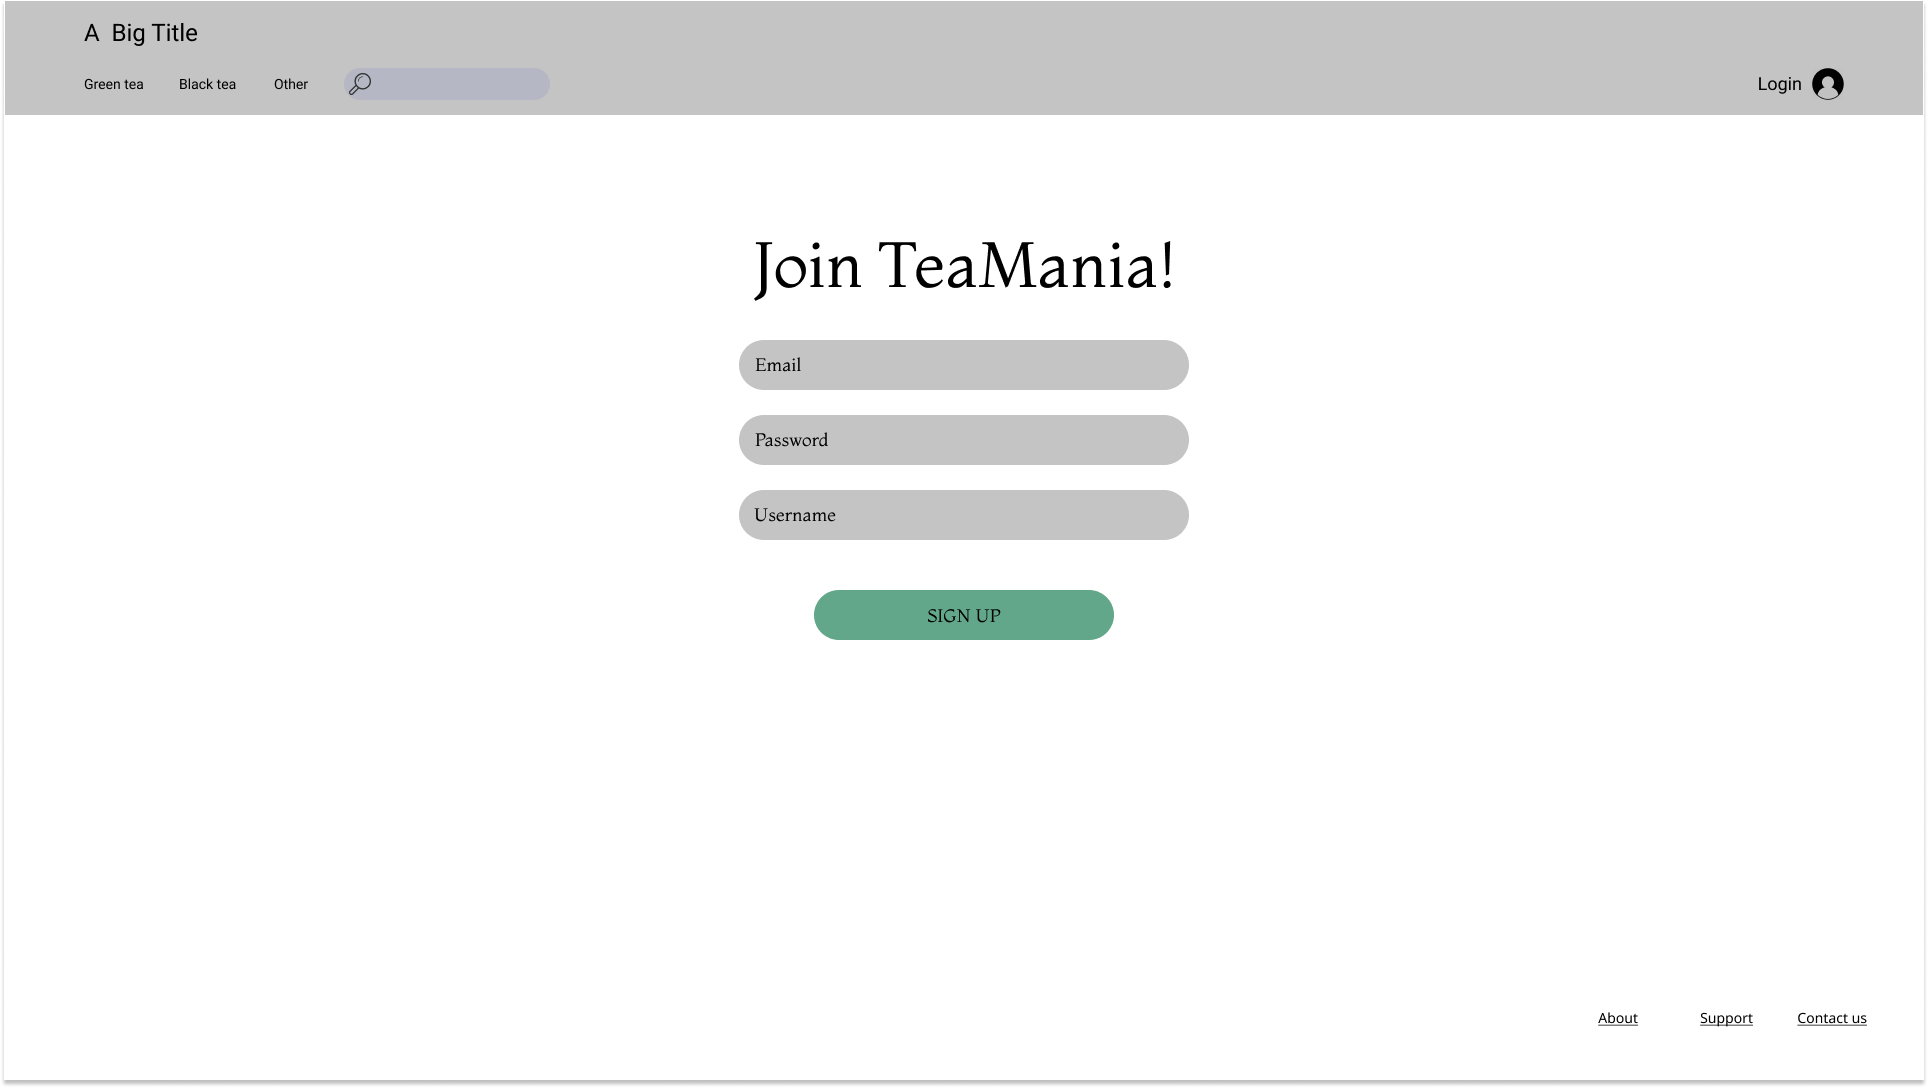 A Big Title
Green tea Black tea Other Login
Join TeaMania!
Email
Password
Username
SIGN UP
About Support Contact us